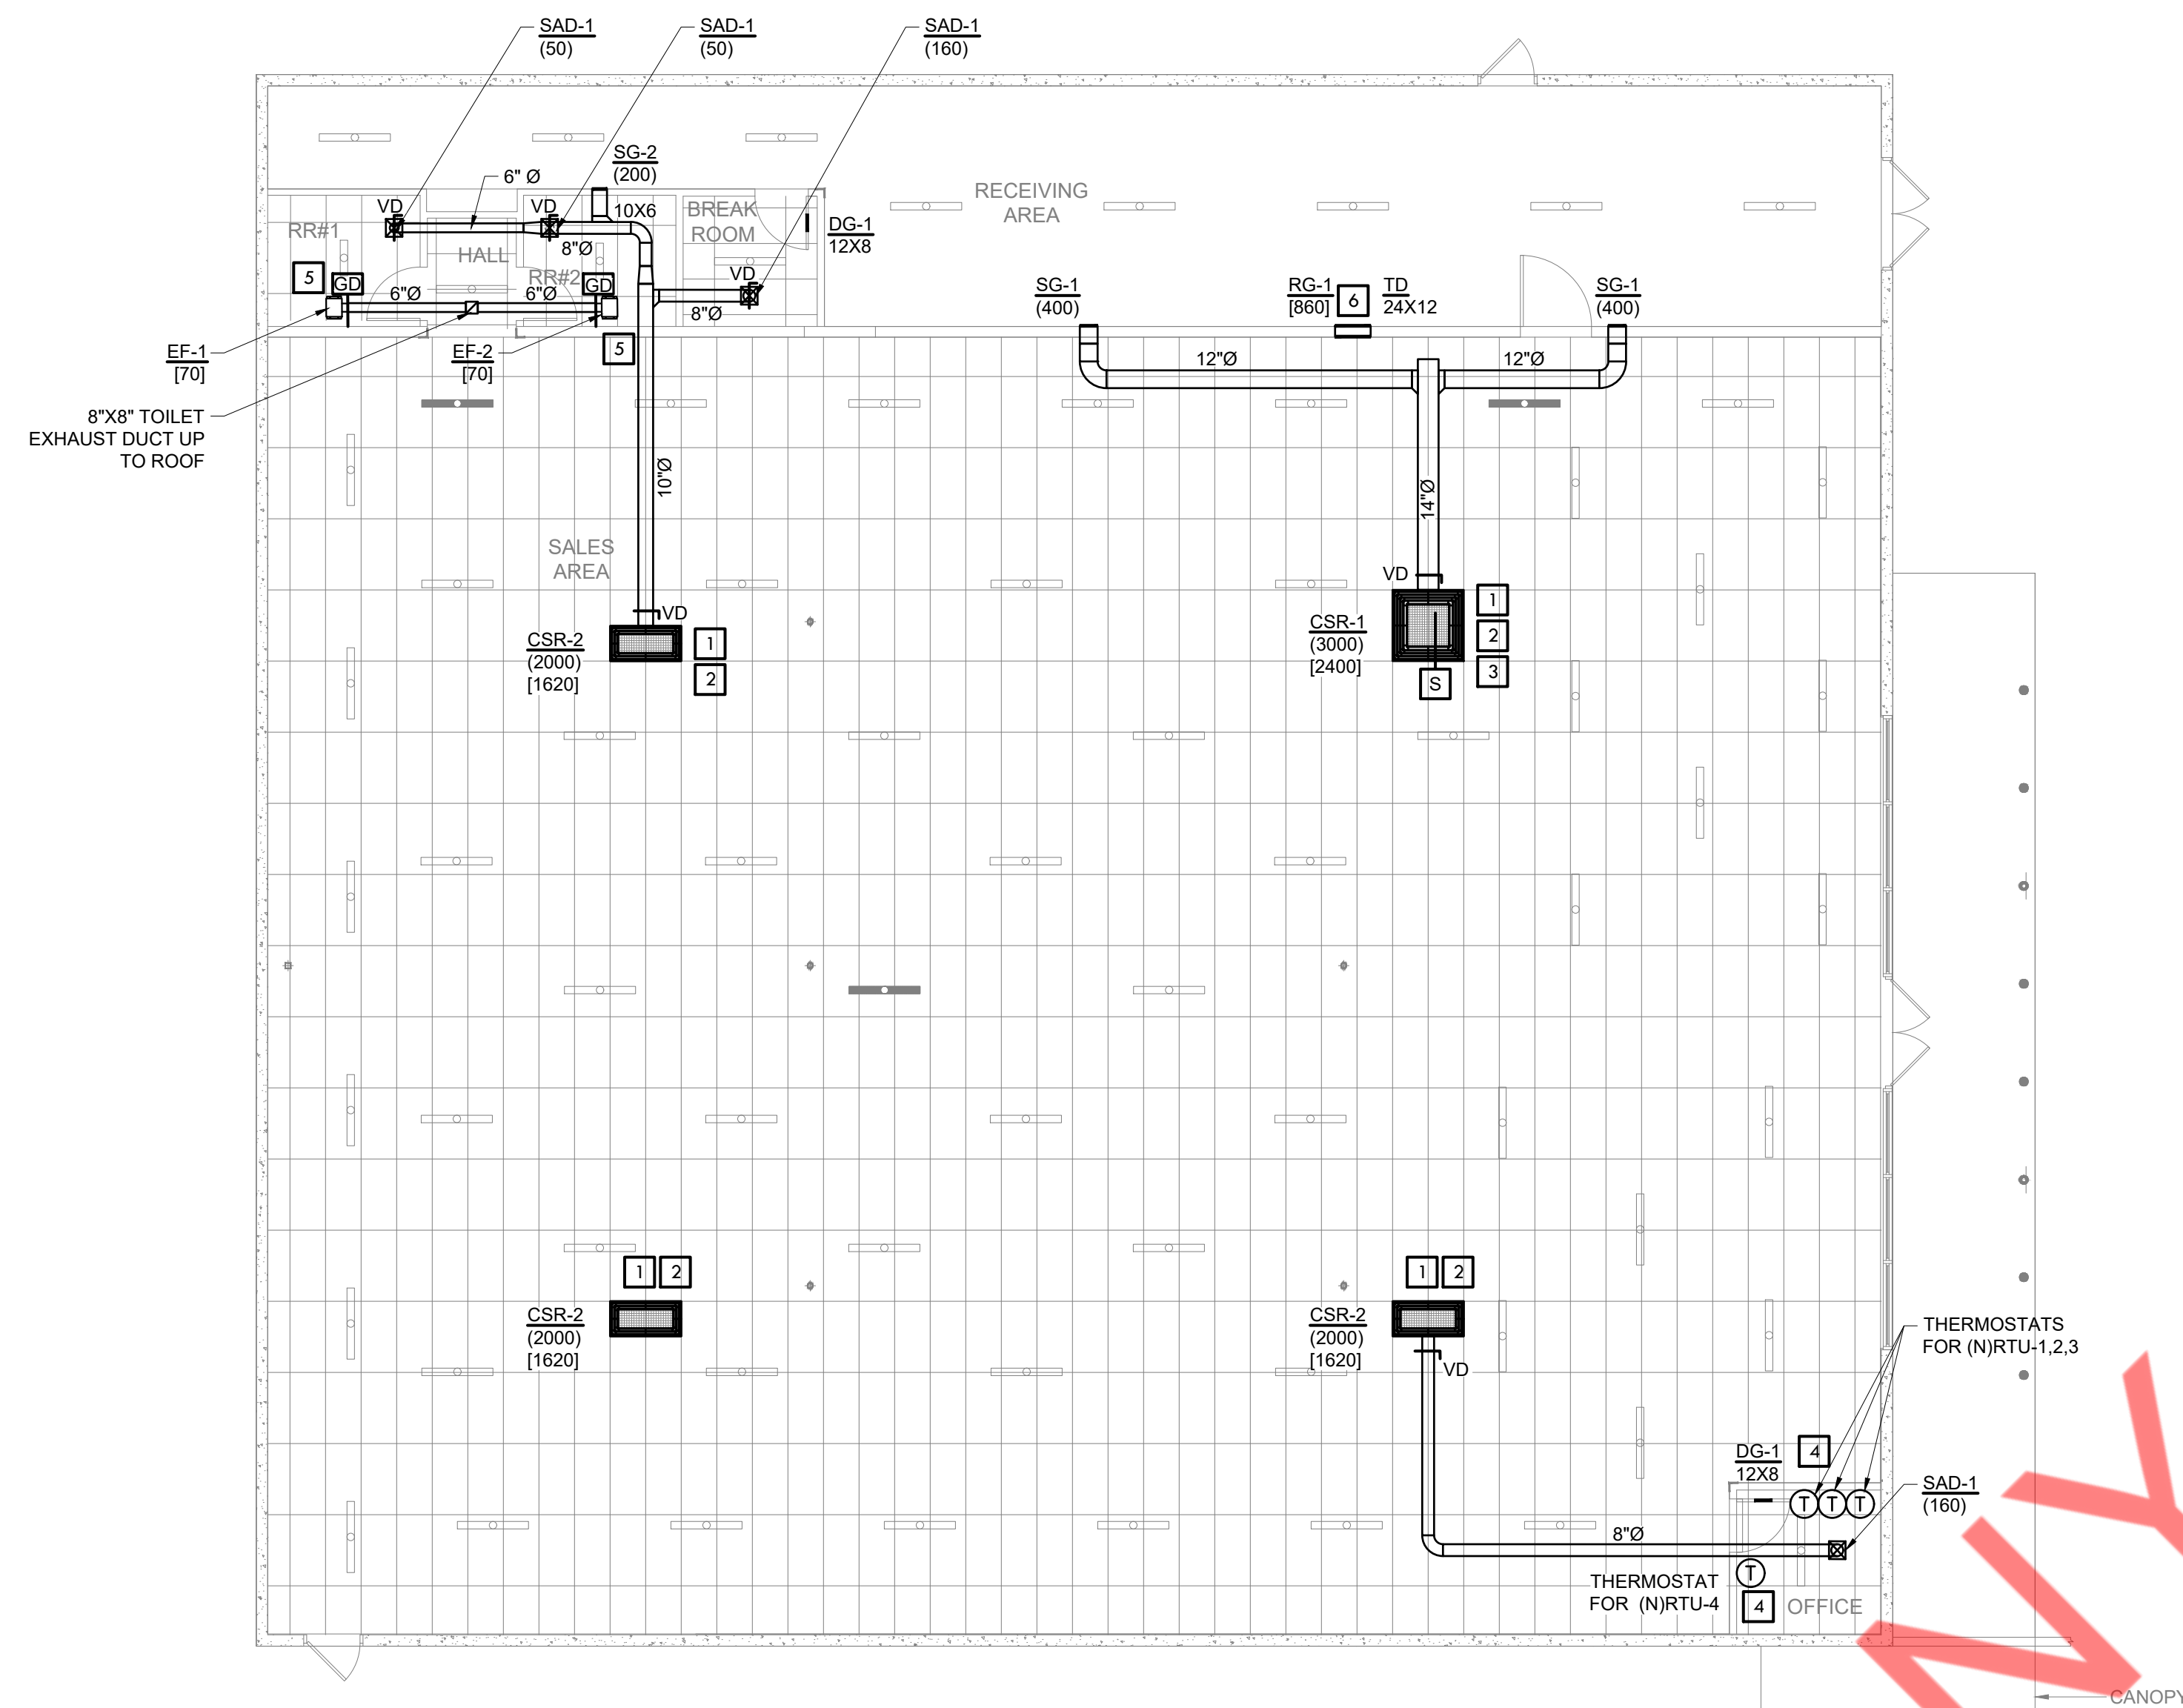 SAD-1
(50)
SAD-1
(50)
SAD-1
(160)
SG-2
(200)
6" Ø
VD
VD
10X6
RR#1
HALL
8"Ø
RR#2
BREAK
ROOM
VD
DG-1
12X8
RECEIVING
AREA
5
GD
6"Ø
6"Ø
GD
8"Ø
EF-1
[70]
EF-2
[70]
5
8"X8" TOILET
EXHAUST DUCT UP
TO ROOF
SG-1
(400)
RG-1
[860]
6
TD
24X12
SG-1
(400)
12"Ø
12"Ø
10"Ø
14"Ø
SALES
AREA
VD
CSR-2
(2000)
[1620]
1
2
VD
CSR-1
(3000)
[2400]
1
2
3
S
1
2
CSR-2
(2000)
[1620]
1
2
CSR-2
(2000)
[1620]
VD
THERMOSTATS
FOR (N)RTU-1,2,3
DG-1
12X8
4
T
T
T
SAD-1
(160)
8"Ø
T
THERMOSTAT
FOR (N)RTU-4
4
OFFICE
CANOPY
NY